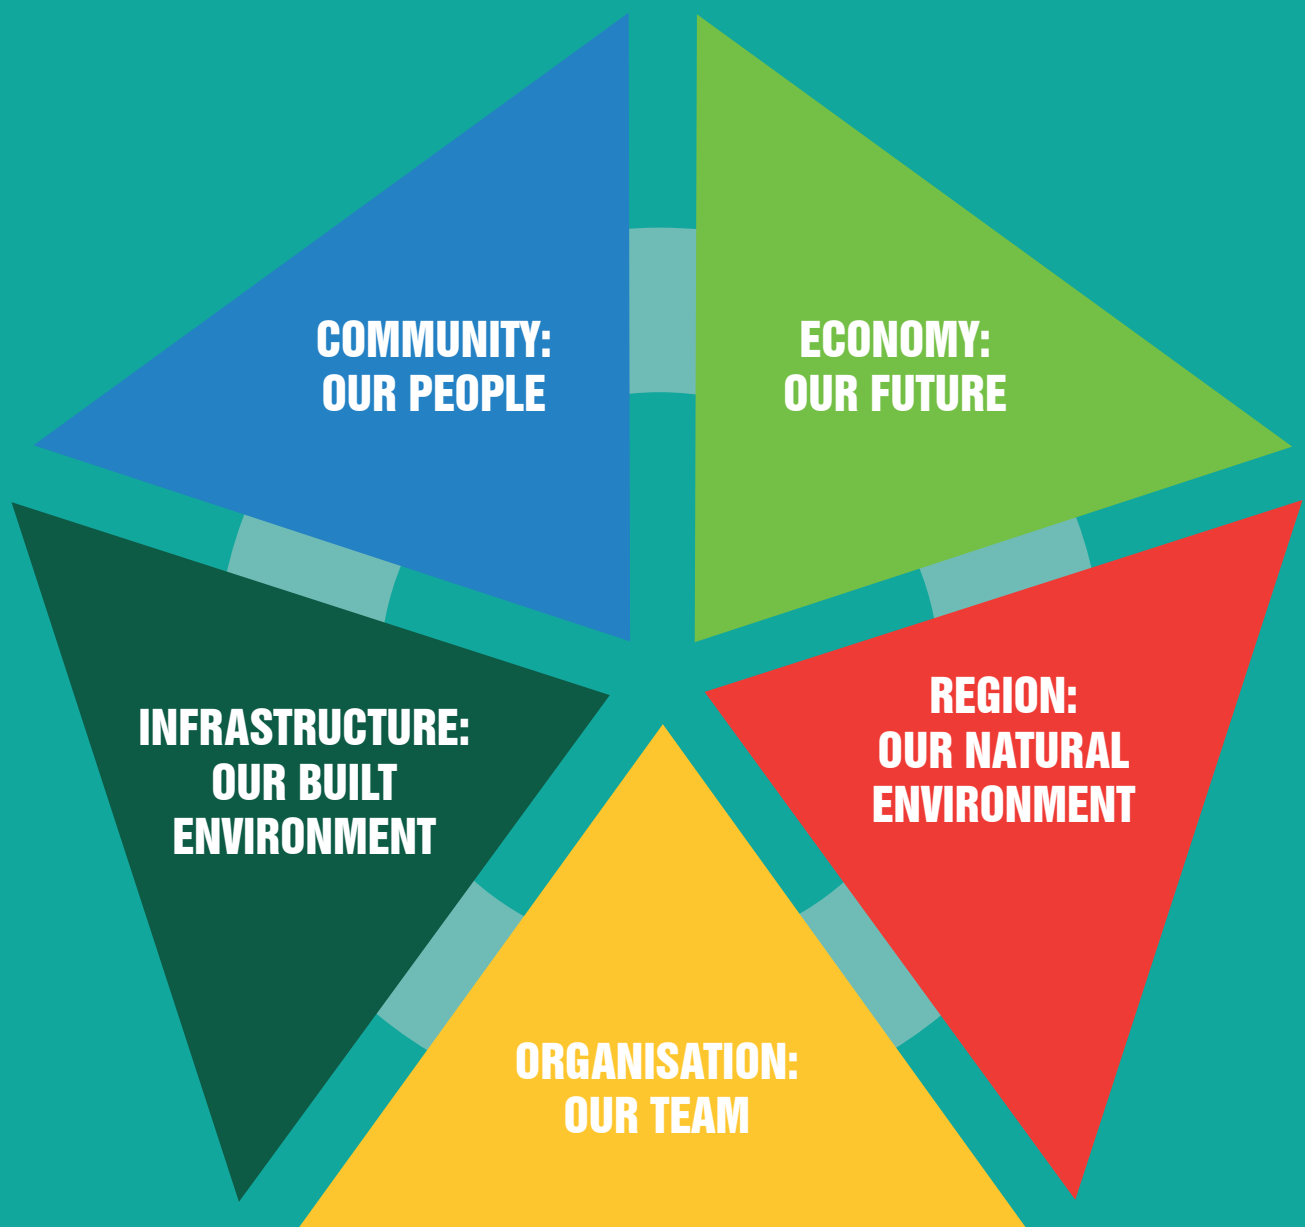 COMMUNITY:
OUR PEOPLE
ECONOMY:
OUR FUTURE
INFRASTRUCTURE:
OUR BUILT
ENVIRONMENT
REGION:
OUR NATURAL
ENVIRONMENT
ORGANISATION:
OUR TEAM